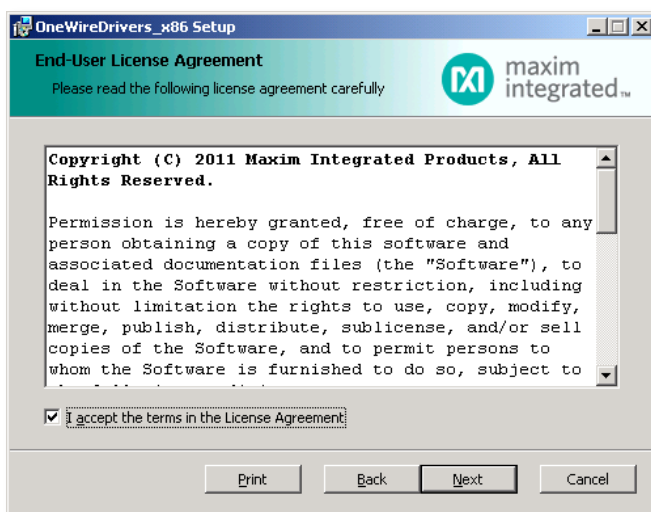 OneWireDrivers_x86 Setup
End-User License Agreement
Please read the following license agreement carefully
maxim
integrated™
Copyright (C) 2011 Maxim Integrated Products, All
Rights Reserved.
Permission is hereby granted, free of charge, to any
person obtaining a copy of this software and
associated documentation files (the "Software"), to
deal in the Software without restriction, including
without limitation the rights to use, copy, modify,
merge, publish, distribute, sublicense, and/or sell
copies of the Software, and to permit persons to
whom the Software is furnished to do so, subject to
I accept the terms in the License Agreement
Print
Back
Next
Cancel